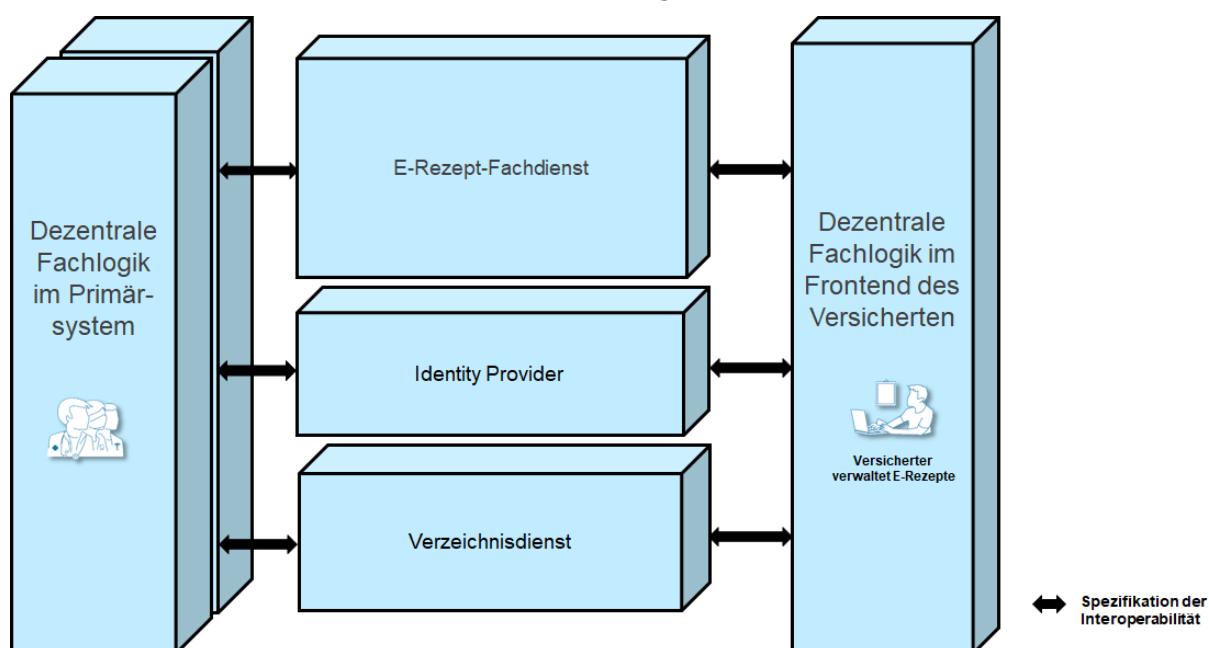 E-Rezept-Fachdienst
Dezentrale
Fachlogik
im Primär-
system
Dezentrale
Fachlogik im
Frontend des
Versicherten
Identity Provider
Versicherter
verwaltet E-Rezepte
Verzeichnisdienst
Spezifikation der
Interoperabilität